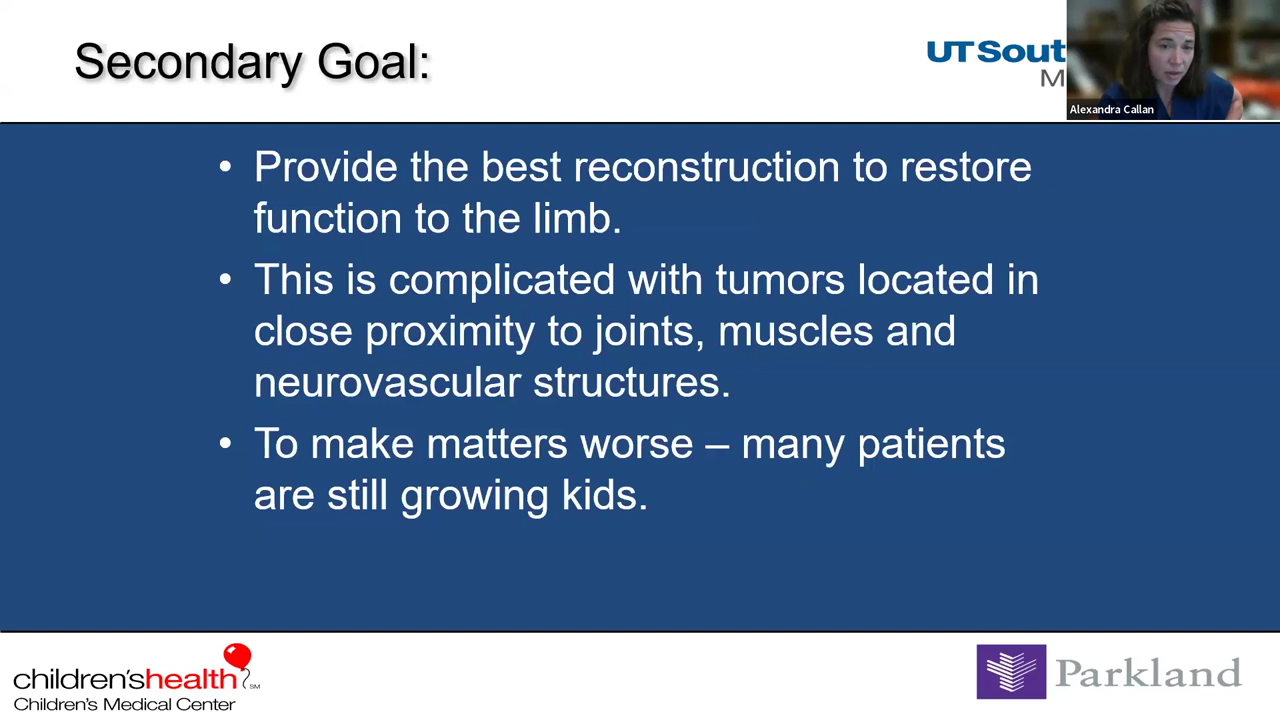 Secondary Goal:
UT Sout
M
Alexandra Callan
• Provide the best reconstruction to restore
function to the limb.
• This is complicated with tumors located in
close proximity to joints, muscles and
neurovascular structures.
• To make matters worse – many patients
are still growing kids.
children'shealth SM
Children's Medical Center
Parkland